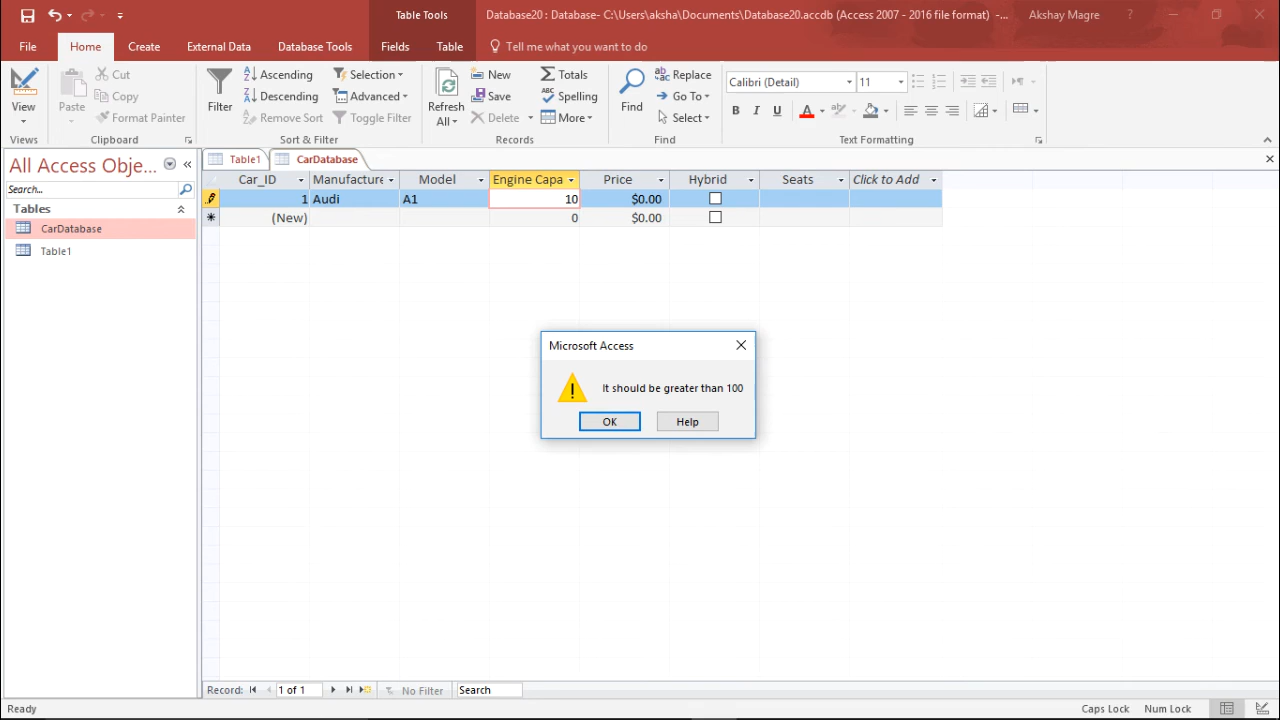 Table Tools
Database20 : Database- C:\Users\aksha\Documents\Database20.accdb (Access 2007 - 2016 file format) -...
Akshay Magre
?
File Home Create External Data Database Tools Fields Table Tell me what you want to do
View
Views
Paste
Cut
Copy
Format Painter
Clipboard
Filter
Ascending
Descending
Remove Sort
Selection
Advanced
Toggle Filter
Sort & Filter
Refresh
All
New
Save
Delete
Totals
Spelling
More
Records
Find
Replace
Go To
Select
Find
Calibri (Detail) 11
B I U
Text Formatting
All Access Obje...
Search...
Tables
CarDatabase
Table1
Table1 CarDatabase
Car_ID Manufacture Model Engine Capa Price Hybrid Seats Click to Add
1 Audi A1 10 $0.00
(New) 0 $0.00
Microsoft Access
It should be greater than 100
OK Help
Record: 1 of 1 No Filter Search
Ready Caps Lock Num Lock